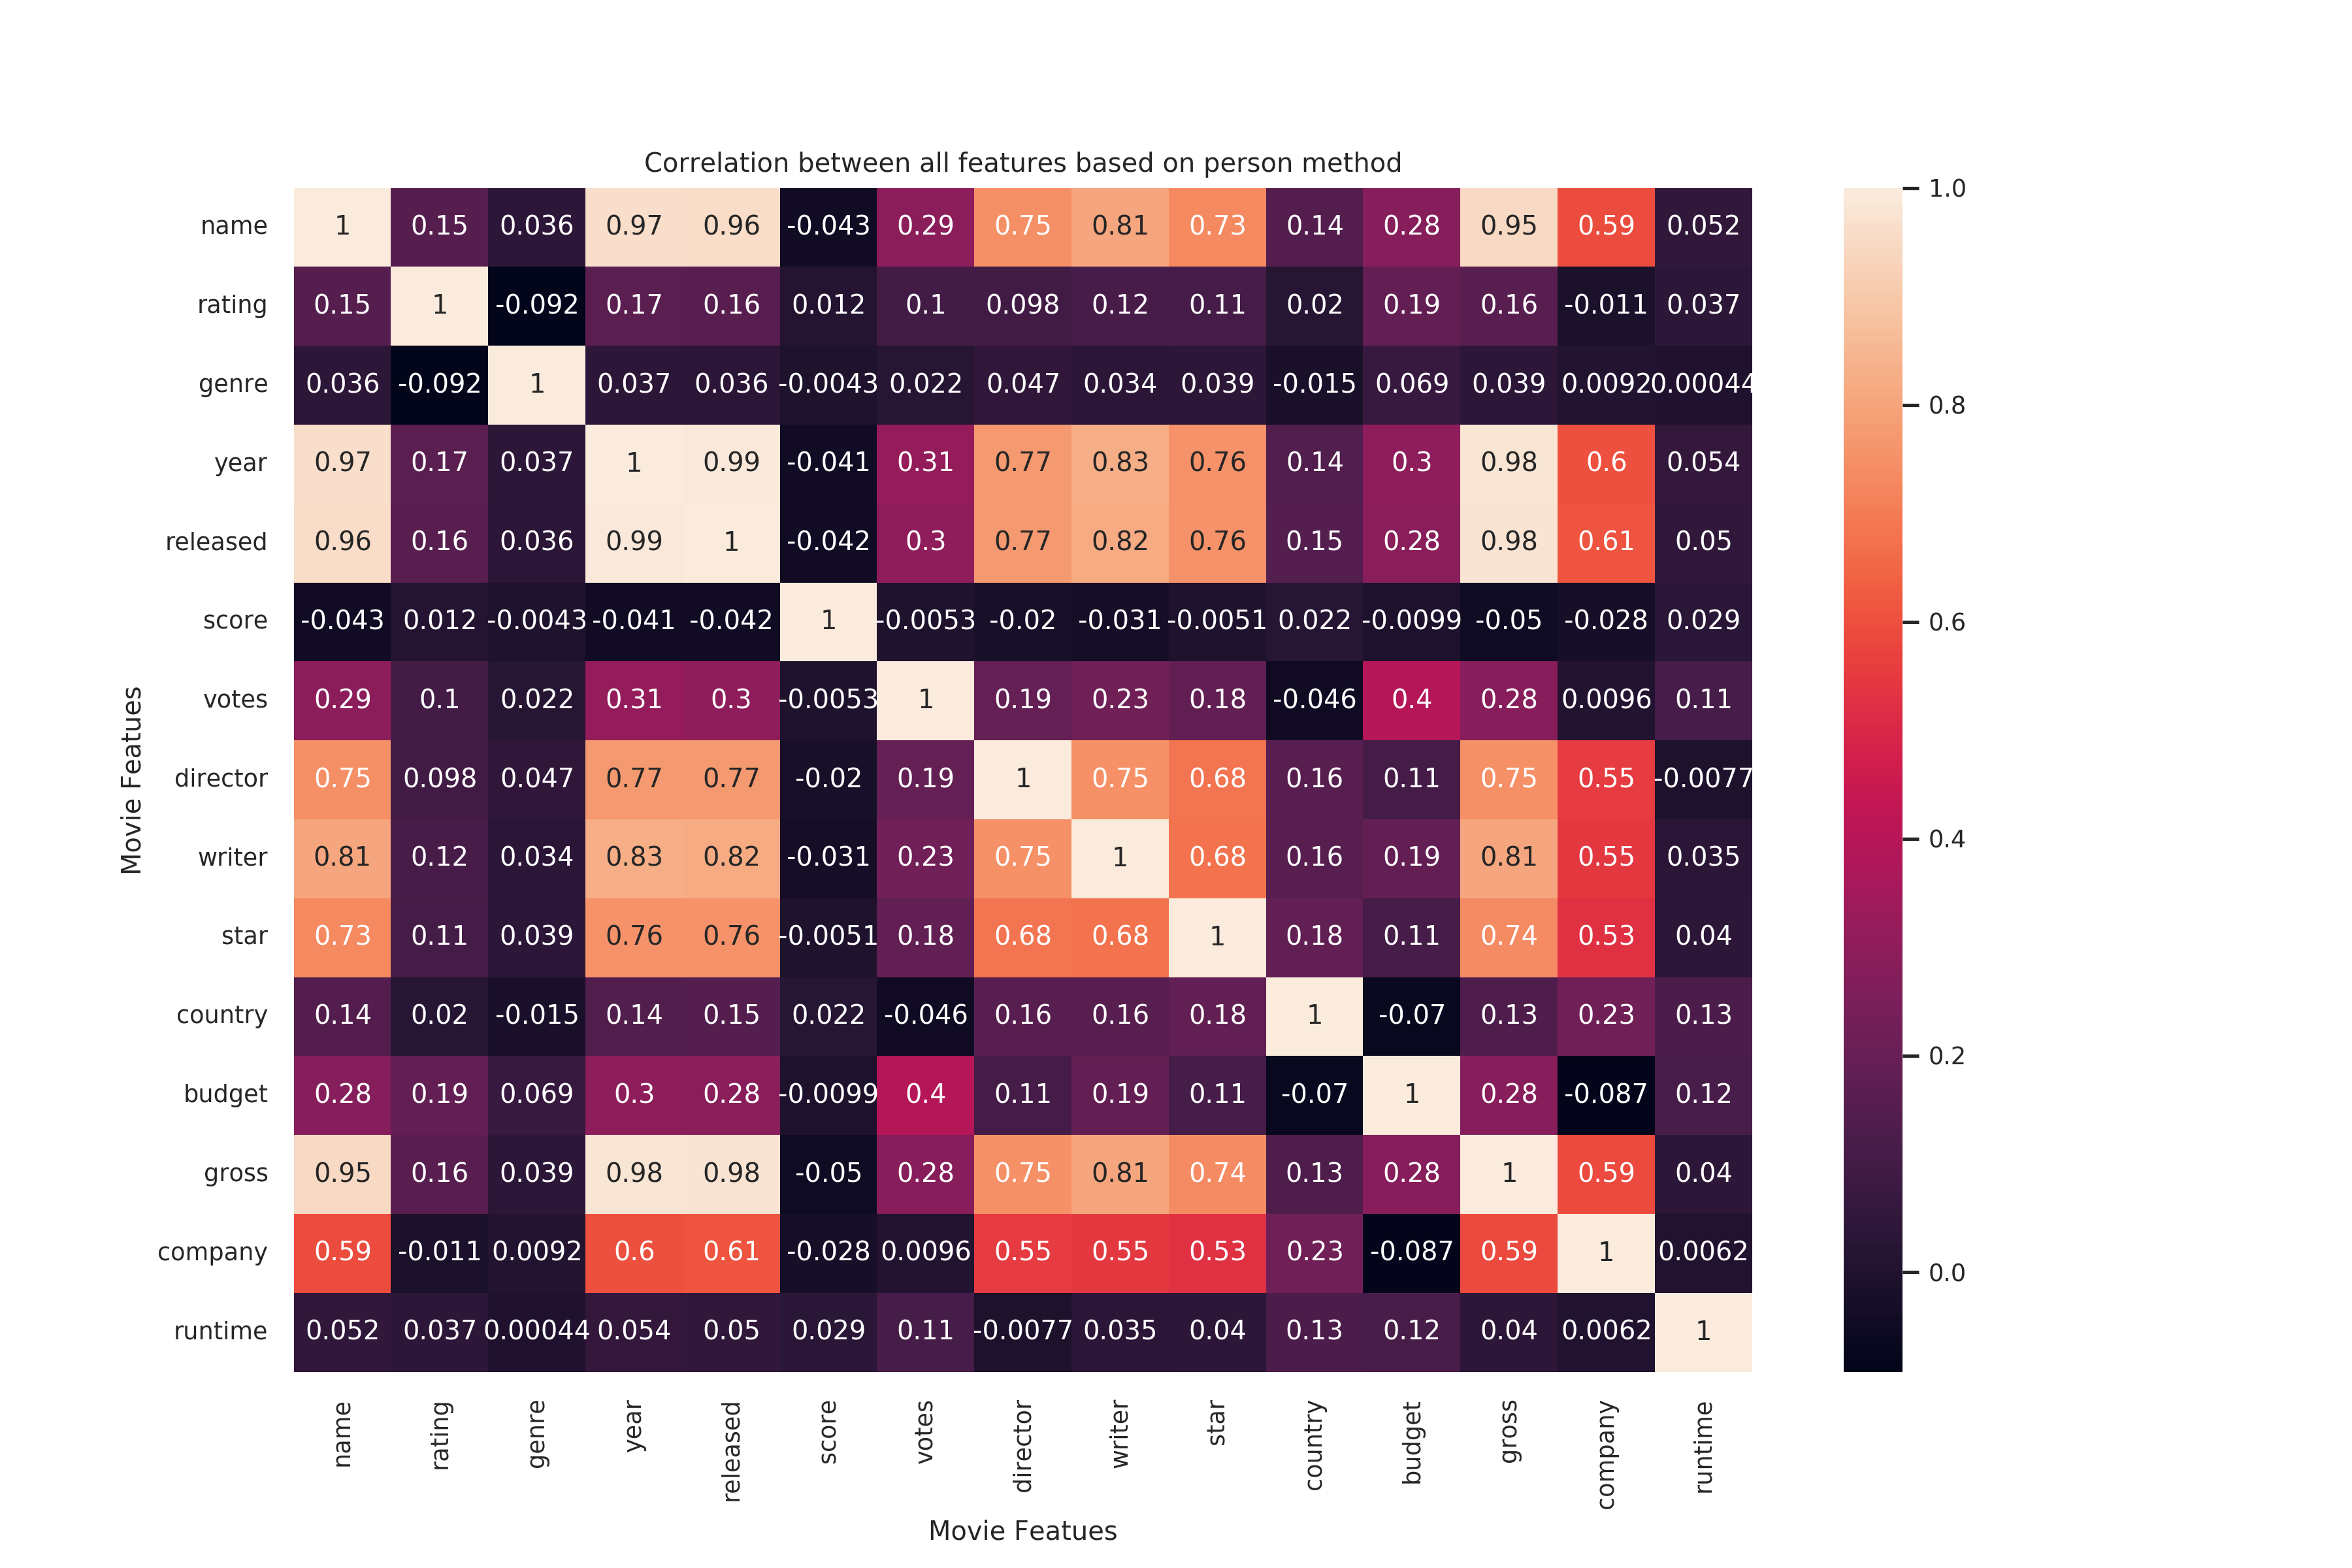 Correlation between all features based on person method
name 1 0.15 0.036 0.97 0.96 -0.043 0.29 0.75 0.81 0.73 0.14 0.28 0.95 0.59 0.052
rating 0.15 1 -0.092 0.17 0.16 0.012 0.1 0.098 0.12 0.11 0.02 0.19 0.16 -0.011 0.037
genre 0.036 -0.092 1 0.037 0.036 -0.0043 0.022 0.047 0.034 0.039 -0.015 0.069 0.039 0.0092 0.00044
year 0.97 0.17 0.037 1 0.99 -0.041 0.31 0.77 0.83 0.76 0.14 0.3 0.98 0.6 0.054
released 0.96 0.16 0.036 0.99 1 -0.042 0.3 0.77 0.82 0.76 0.15 0.28 0.98 0.61 0.05
score -0.043 0.012 -0.0043 -0.041 -0.042 1 -0.0053 -0.02 -0.031 -0.0051 0.022 -0.0099 -0.05 -0.028 0.029
votes 0.29 0.1 0.022 0.31 0.3 -0.0053 1 0.19 0.23 0.18 -0.046 0.4 0.28 0.0096 0.11
director 0.75 0.098 0.047 0.77 0.77 -0.02 0.19 1 0.75 0.68 0.16 0.11 0.75 0.55 -0.0077
writer 0.81 0.12 0.034 0.83 0.82 -0.031 0.23 0.75 1 0.68 0.16 0.19 0.81 0.55 0.035
star 0.73 0.11 0.039 0.76 0.76 -0.0051 0.18 0.68 0.68 1 0.18 0.11 0.74 0.53 0.04
country 0.14 0.02 -0.015 0.14 0.15 0.022 -0.046 0.16 0.16 0.18 1 -0.07 0.13 0.23 0.13
budget 0.28 0.19 0.069 0.3 0.28 -0.0099 0.4 0.11 0.19 0.11 -0.07 1 0.28 -0.087 0.12
gross 0.95 0.16 0.039 0.98 0.98 -0.05 0.28 0.75 0.81 0.74 0.13 0.28 1 0.59 0.04
company 0.59 -0.011 0.0092 0.6 0.61 -0.028 0.0096 0.55 0.55 0.53 0.23 -0.087 0.59 1 0.0062
runtime 0.052 0.037 0.00044 0.054 0.05 0.029 0.11 -0.0077 0.035 0.04 0.13 0.12 0.04 0.0062 1
name rating genre year released score votes director writer star country budget gross company runtime
Movie Featues
Movie Featues
1.0
0.8
0.6
0.4
0.2
0.0